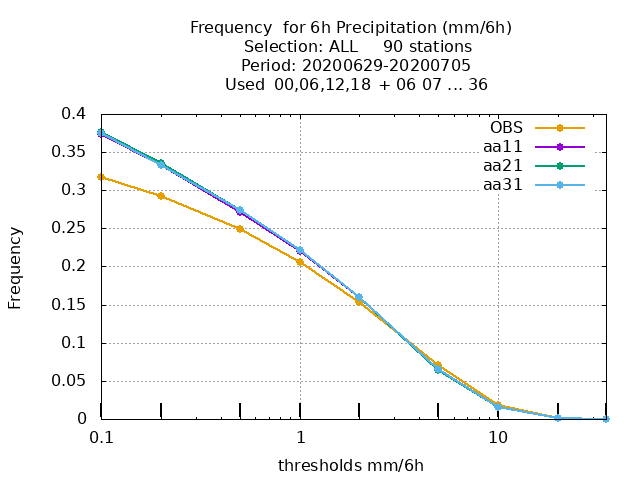 Frequency  for 6h Precipitation (mm/6h)
Selection: ALL     90 stations
Period: 20200629-20200705
Used  00,06,12,18 + 06 07 ... 36
0.4
0.35
0.3
0.25
0.2
0.15
0.1
0.05
0
Frequency
OBS
aa11
aa21
aa31
0.1
1
10
thresholds mm/6h